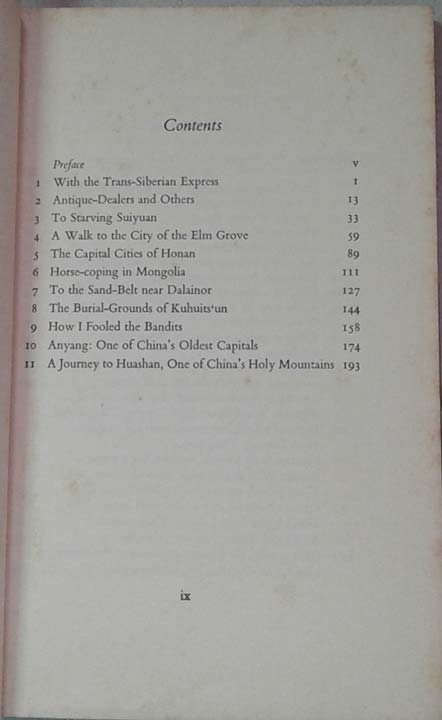 Contents
Preface v
1 With the Trans-Siberian Express 1
2 Antique-Dealers and Others 13
3 To Starving Suiyuan 33
4 A Walk to the City of the Elm Grove 59
5 The Capital Cities of Honan 89
6 Horse-coping in Mongolia 111
7 To the Sand-Belt near Dalainor 127
8 The Burial-Grounds of Kuhuits'un 144
9 How I Fooled the Bandits 158
10 Anyang: One of China's Oldest Capitals 174
11 A Journey to Huashan, One of China's Holy Mountains 193
ix